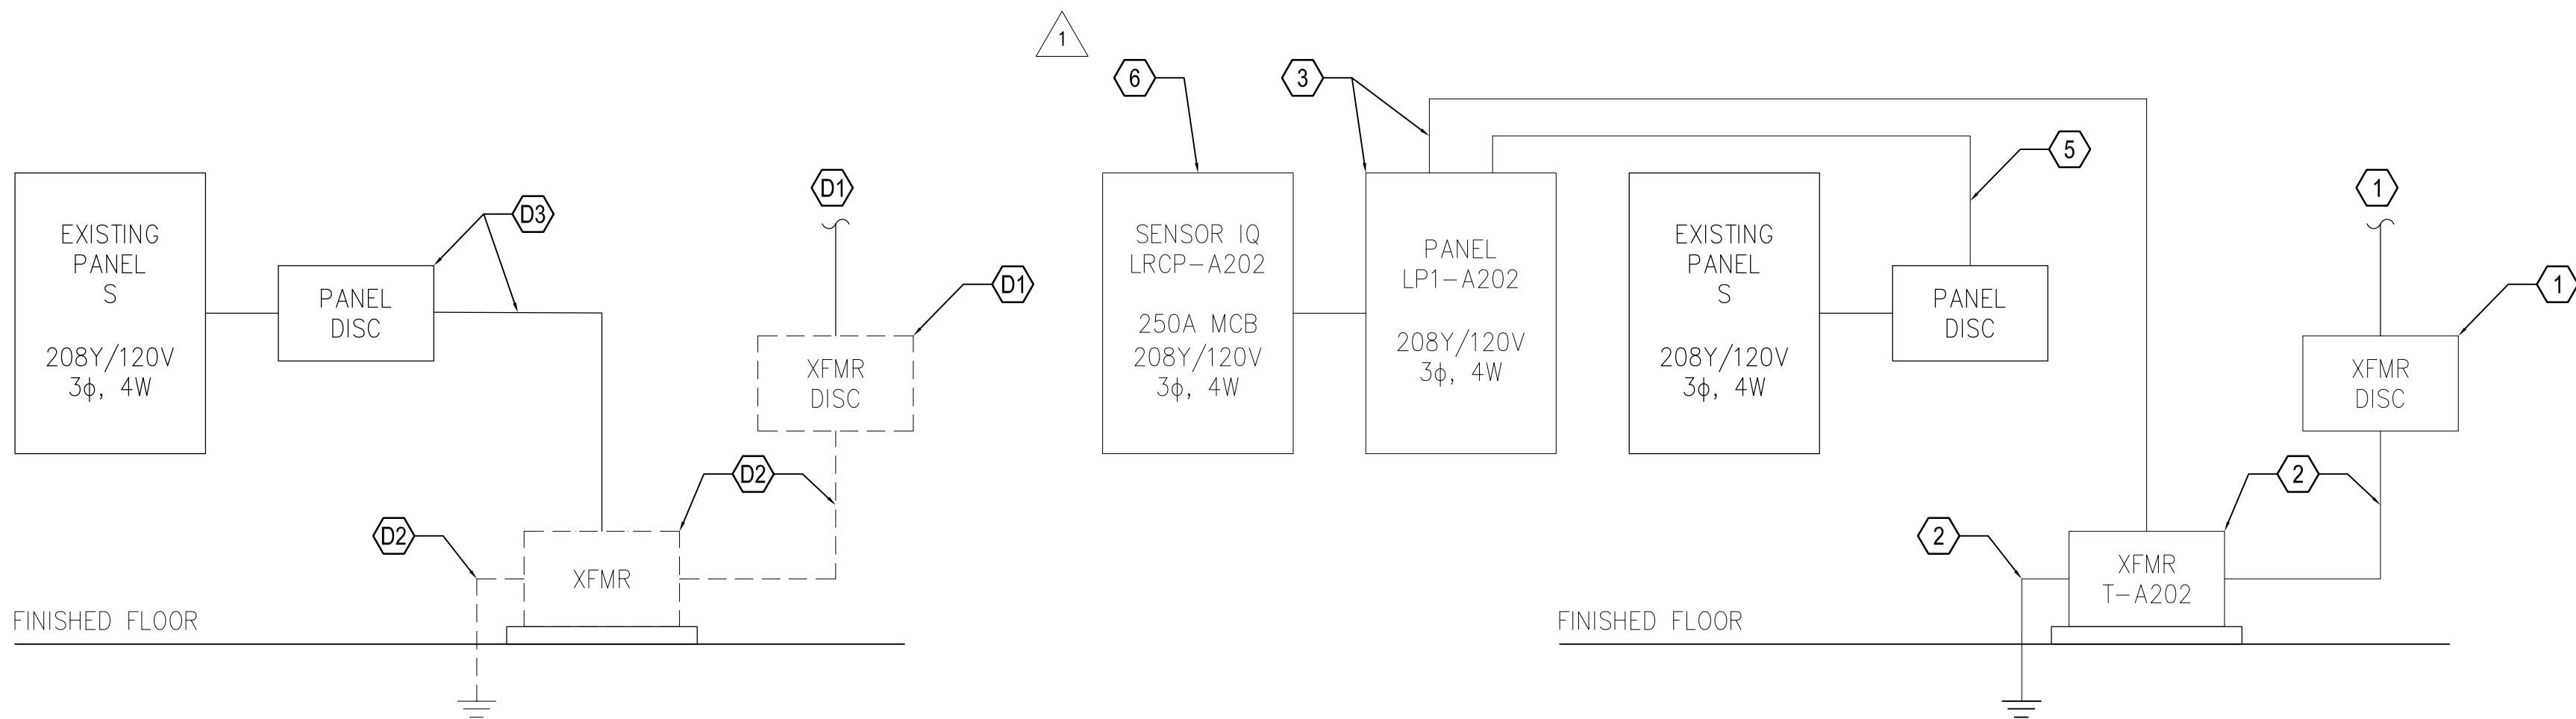 EXISTING
PANEL
S
208Y/120V
3ϕ, 4W
PANEL
DISC
D3
D1
D1
XFMR
DISC
D2
D2
XFMR
FINISHED FLOOR
1
6
3
SENSOR IQ
LRCP-A202
250A MCB
208Y/120V
3ϕ, 4W
PANEL
LP1-A202
208Y/120V
3ϕ, 4W
EXISTING
PANEL
S
208Y/120V
3ϕ, 4W
PANEL
DISC
5
1
1
XFMR
DISC
2
2
XFMR
T-A202
FINISHED FLOOR